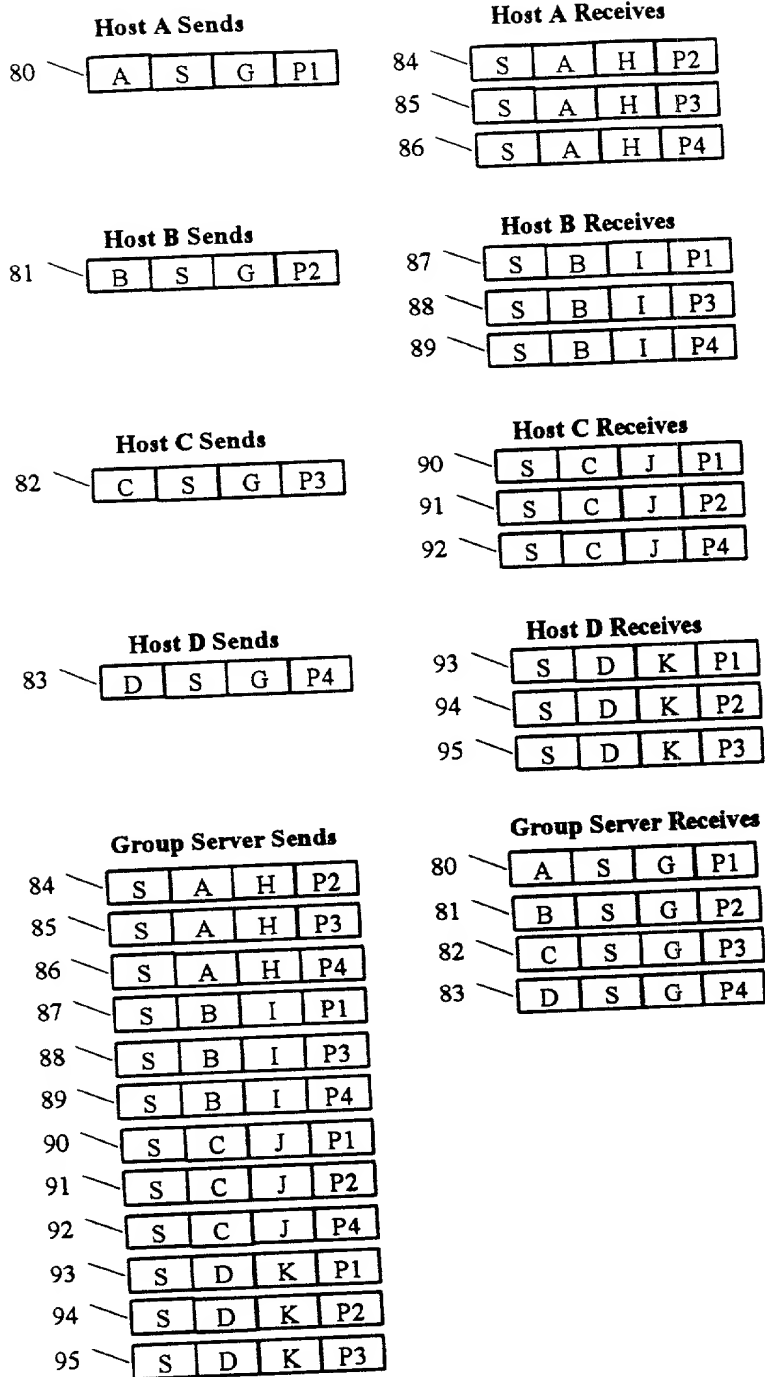 Host A Sends
80 A S G P1
Host A Receives
84 S A H P2
85 S A H P3
86 S A H P4
Host B Sends
81 B S G P2
Host B Receives
87 S B I P1
88 S B I P3
89 S B I P4
Host C Sends
82 C S G P3
Host C Receives
90 S C J P1
91 S C J P2
92 S C J P4
Host D Sends
83 D S G P4
Host D Receives
93 S D K P1
94 S D K P2
95 S D K P3
Group Server Sends
84 S A H P2
85 S A H P3
86 S A H P4
87 S B I P1
88 S B I P3
89 S B I P4
90 S C J P1
91 S C J P2
92 S C J P4
93 S D K P1
94 S D K P2
95 S D K P3
Group Server Receives
80 A S G P1
81 B S G P2
82 C S G P3
83 D S G P4